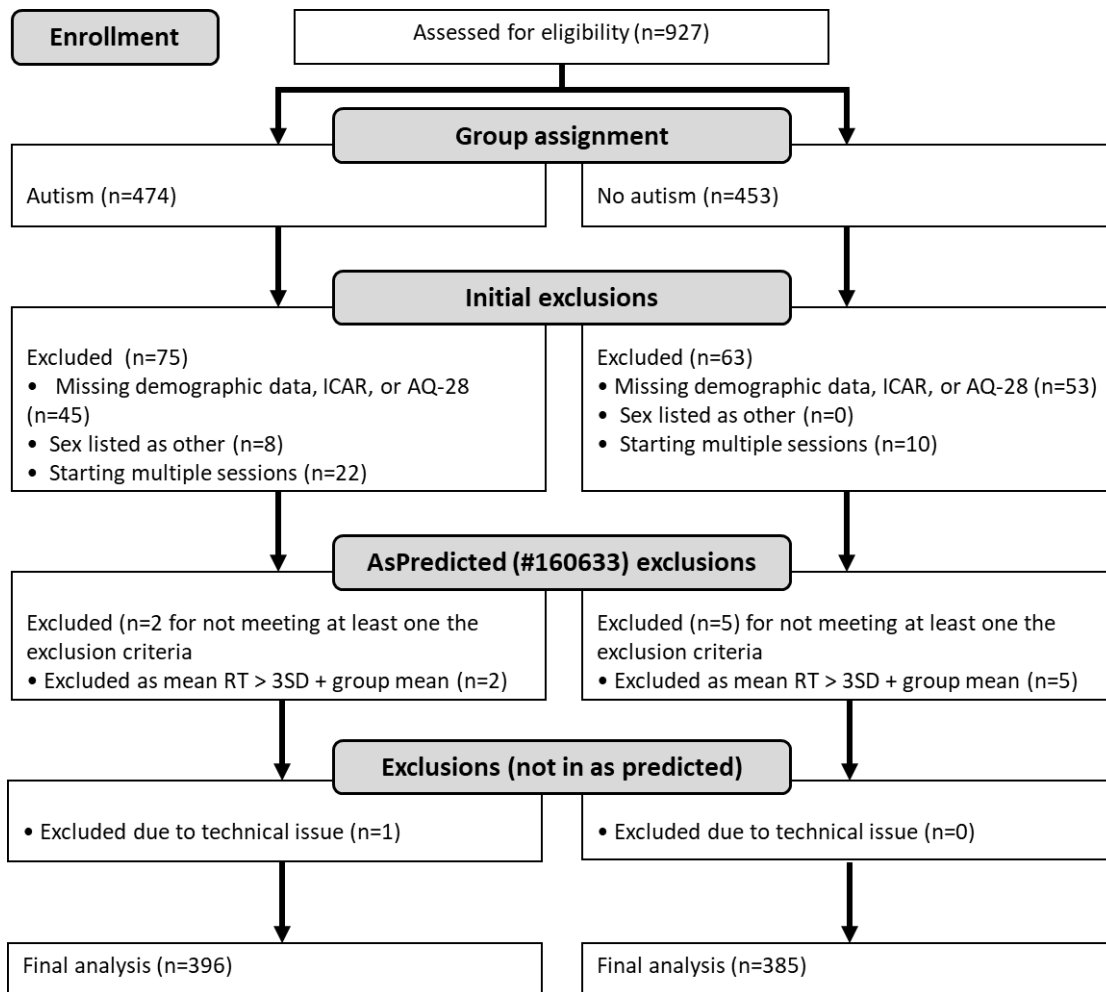 Enrollment
Assessed for eligibility (n=927)
Group assignment
Autism (n=474)
No autism (n=453)
Initial exclusions
Excluded  (n=75)
•   Missing demographic data, ICAR, or AQ-28
(n=45)
•  Sex listed as other (n=8)
•  Starting multiple sessions (n=22)
Excluded (n=63)
• Missing demographic data, ICAR, or AQ-28 (n=53)
•  Sex listed as other (n=0)
•  Starting multiple sessions (n=10)
AsPredicted (#160633) exclusions
Excluded (n=2 for not meeting at least one the
exclusion criteria
• Excluded as mean RT > 3SD + group mean (n=2)
Excluded (n=5) for not meeting at least one the
exclusion criteria
• Excluded as mean RT > 3SD + group mean (n=5)
Exclusions (not in as predicted)
• Excluded due to technical issue (n=1)
• Excluded due to technical issue (n=0)
Final analysis (n=396)
Final analysis (n=385)